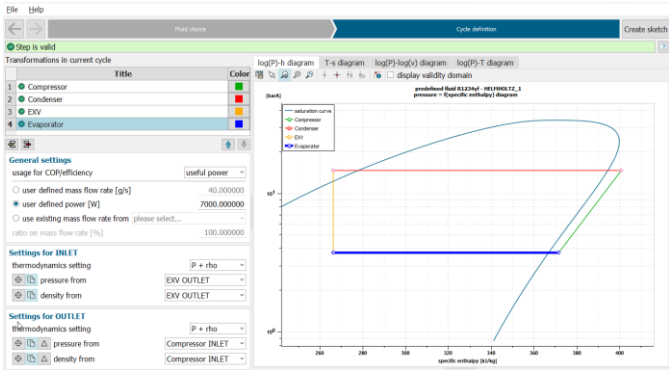 File Help
Fluid choice
Cycle definition
Create sketch
Step is valid
Transformations in current cycle
Title Color
1 Compressor
2 Condenser
3 EXV
4 Evaporator
General settings
usage for COP/efficiency useful power
user defined mass flow rate [g/s] 40.000000
user defined power [W] 7000.000000
use existing mass flow rate from please select...
ratio on mass flow rate [%] 100.000000
Settings for INLET
thermodynamics setting P + rho
pressure from EXV OUTLET
density from EXV OUTLET
Settings for OUTLET
thermodynamics setting P + rho
pressure from Compressor INLET
density from Compressor INLET
log(P)-h diagram T-s diagram log(P)-log(v) diagram log(P)-T diagram
display validity domain
predefined fluid R1234yf - HELMHOLTZ_1
pressure = f(specific enthalpy) diagram
[barA]
saturation curve
Compressor
Condenser
EXV
Evaporator
10¹
10⁰
260 280 300 320 340 360 380 400
specific enthalpy [kJ/kg]